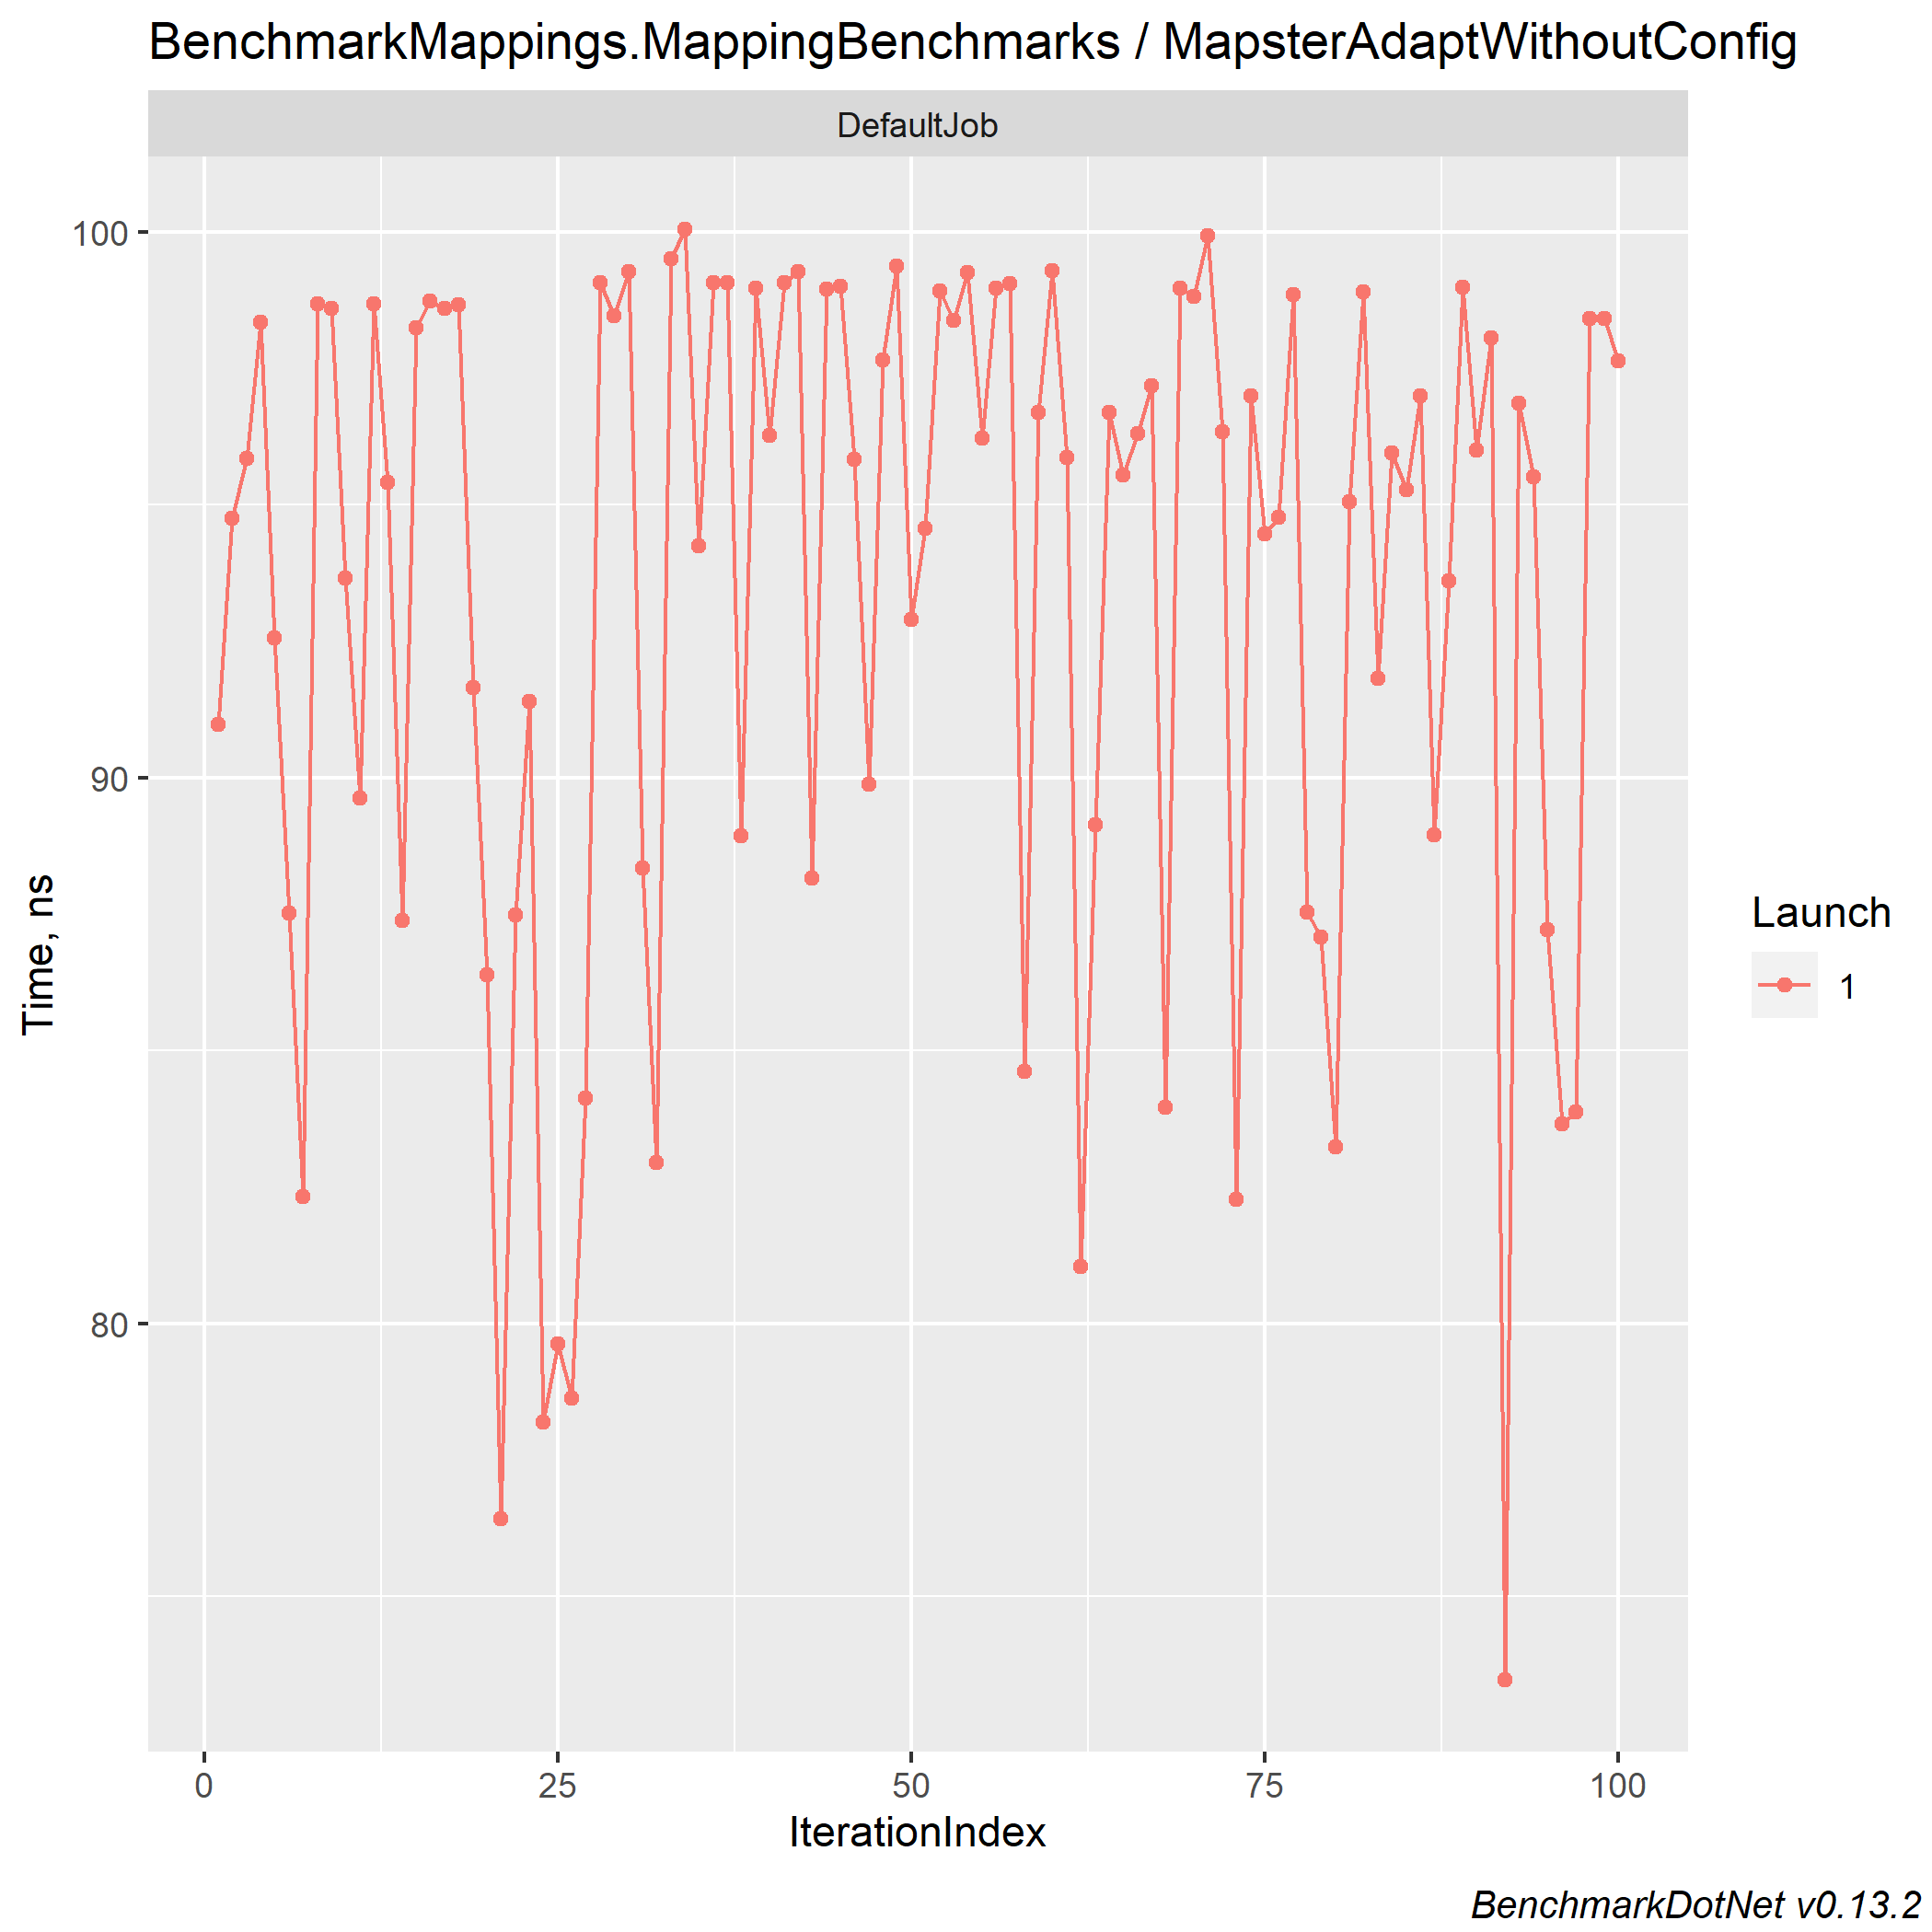 BenchmarkMappings.MappingBenchmarks / MapsterAdaptWithoutConfig
DefaultJob
100
90
80
Time, ns
0 25 50 75 100
IterationIndex
Launch
1
BenchmarkDotNet v0.13.2